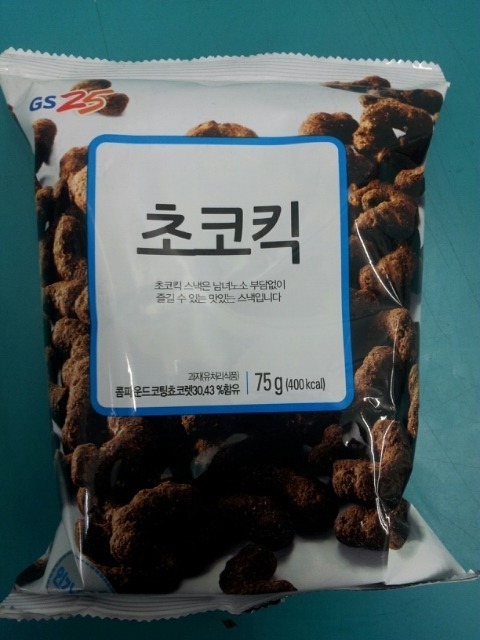 GS25
초코킥
초코킥 스낵은 남녀노소 부담없이
즐길 수 있는 맛있는 스낵입니다
과자(유처리식품)
콤파운드코팅쵸코렛30.43 %함유
75 g (400 kcal)